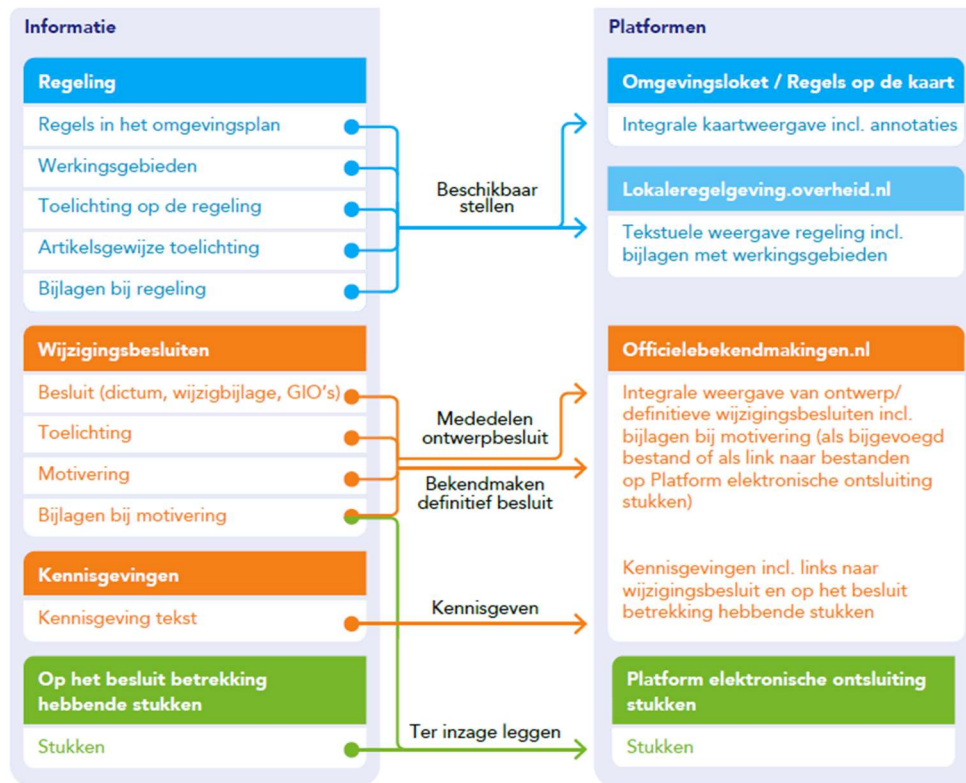 Informatie
Regeling
Regels in het omgevingsplan
Werkingsgebieden
Toelichting op de regeling
Artikelsgewijze toelichting
Bijlagen bij regeling
Wijzigingsbesluiten
Besluit (dictum, wijzigbijlage, GIO's)
Toelichting
Motivering
Bijlagen bij motivering
Kennisgevingen
Kennisgeving tekst
Op het besluit betrekking
hebbende stukken
Stukken
Beschikbaar
stellen
Mededelen
ontwerpbesluit
Bekendmaken
definitief besluit
Kennisgeven
Ter inzage leggen
Platformen
Omgevingsloket / Regels op de kaart
Integrale kaartweergave incl. annotaties
Lokaleregelgeving.overheid.nl
Tekstuele weergave regeling incl.
bijlagen met werkingsgebieden
Officielebekendmakingen.nl
Integrale weergave van ontwerp/
definitieve wijzigingsbesluiten incl.
bijlagen bij motivering (als bijgevoegd
bestand of als link naar bestanden
op Platform elektronische ontsluiting
stukken)
Kennisgevingen incl. links naar
wijzigingsbesluit en op het besluit
betrekking hebbende stukken
Platform elektronische ontsluiting
stukken
Stukken